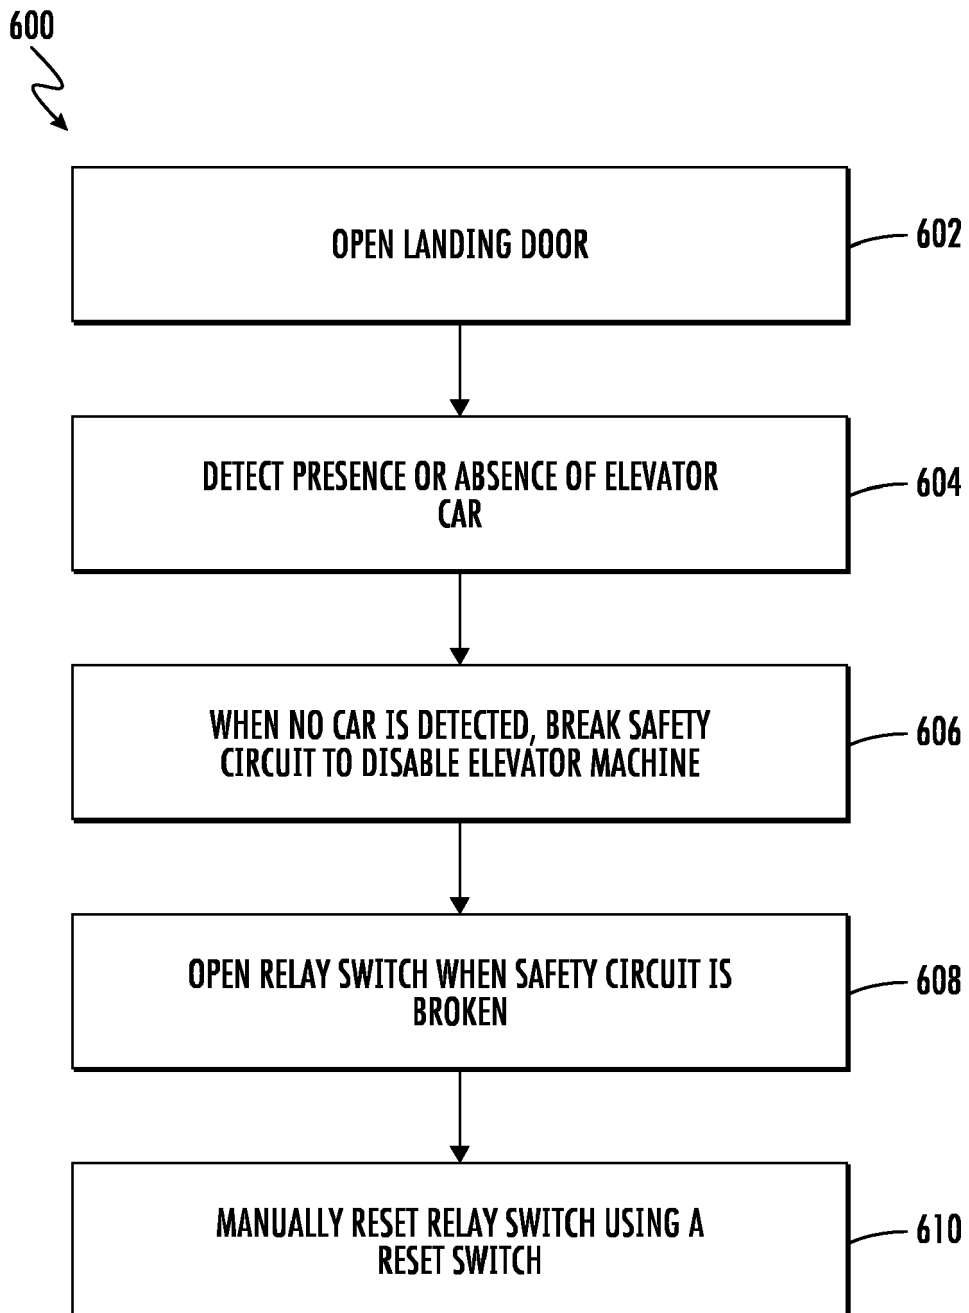 600
OPEN LANDING DOOR
602
DETECT PRESENCE OR ABSENCE OF ELEVATOR
CAR
604
WHEN NO CAR IS DETECTED, BREAK SAFETY
CIRCUIT TO DISABLE ELEVATOR MACHINE
606
OPEN RELAY SWITCH WHEN SAFETY CIRCUIT IS
BROKEN
608
MANUALLY RESET RELAY SWITCH USING A
RESET SWITCH
610